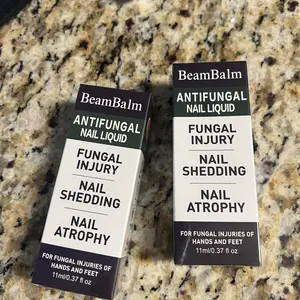 BeamBalm
ANTIFUNGAL
NAIL LIQUID
FUNGAL
INJURY
NAIL
SHEDDING
NAIL
ATROPHY
FOR FUNGAL INJURIES OF
HANDS AND FEET
11ml/0.37 fl oz
BeamBalm
ANTIFUNGAL
NAIL LIQUID
FUNGAL
INJURY
NAIL
SHEDDING
NAIL
ATROPHY
FOR FUNGAL INJURIES OF
HANDS AND FEET
11ml/0.37 fl oz